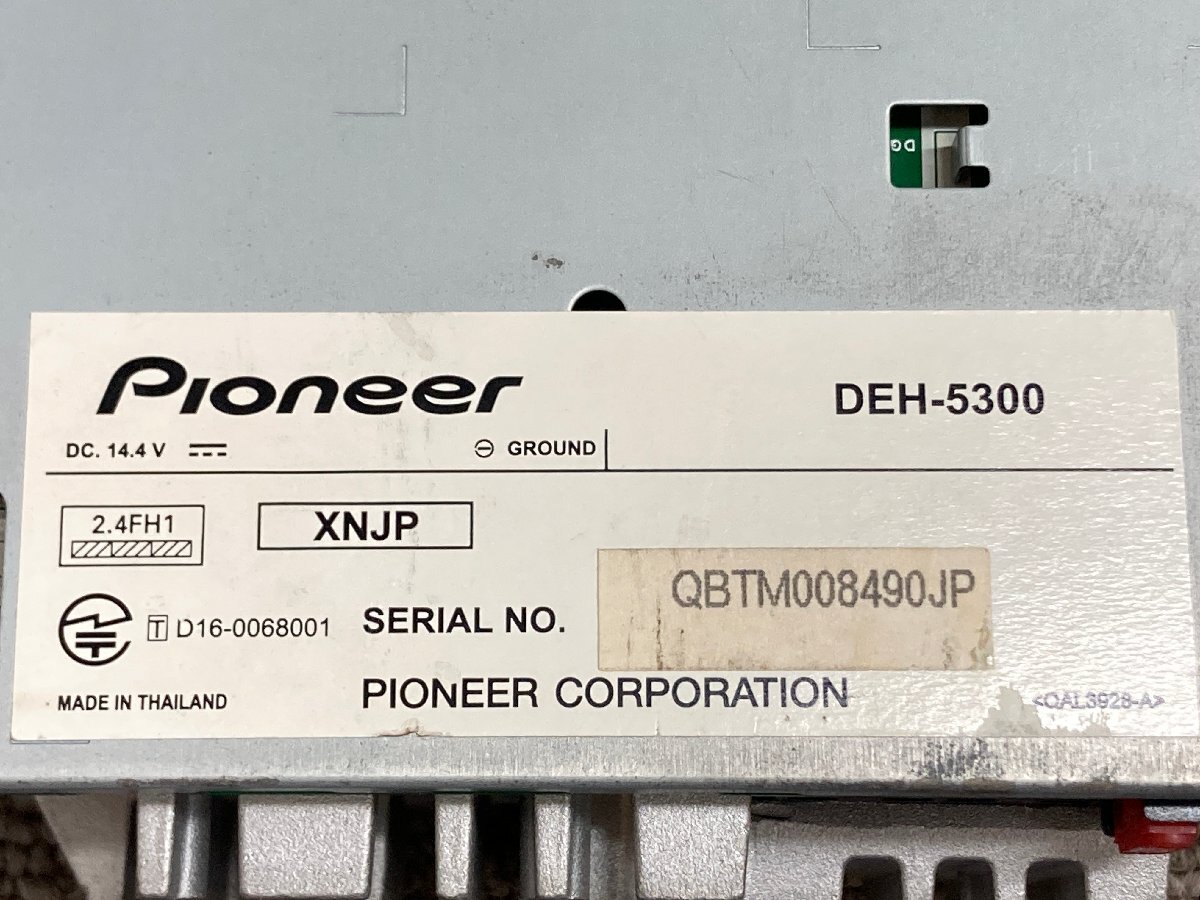 DG
Pioneer
DEH-5300
DC. 14.4 V
⊖ GROUND
2.4FH1
XNJP
QBTM008490JP
T D16-0068001
SERIAL NO.
MADE IN THAILAND
PIONEER CORPORATION
<QAL3928-A>